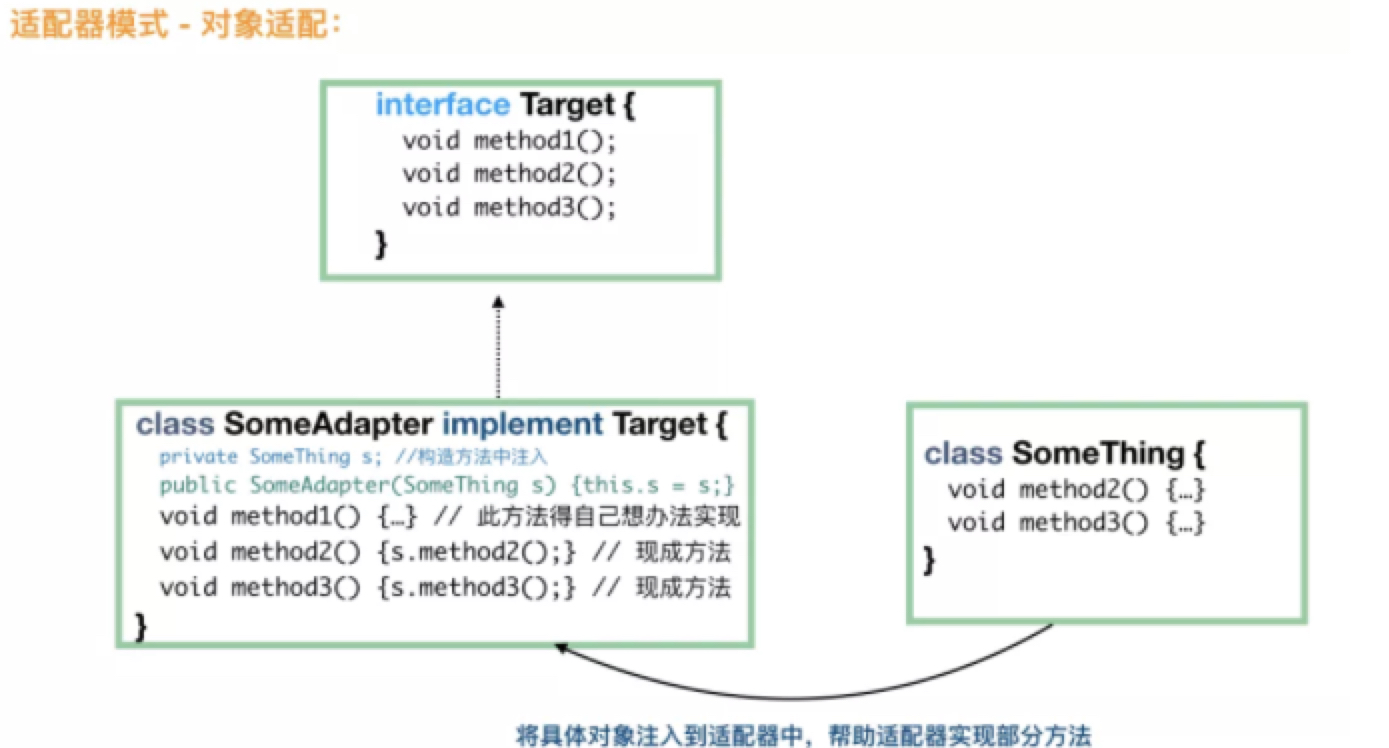 适配器模式 - 对象适配：
interface Target {
void method1();
void method2();
void method3();
}
class SomeAdapter implement Target {
private SomeThing s; //构造方法中注入
public SomeAdapter(SomeThing s) {this.s = s;}
void method1() {…} // 此方法得自己想办法实现
void method2() {s.method2();} // 现成方法
void method3() {s.method3();} // 现成方法
}
class SomeThing {
void method2() {…}
void method3() {…}
}
将具体对象注入到适配器中，帮助适配器实现部分方法